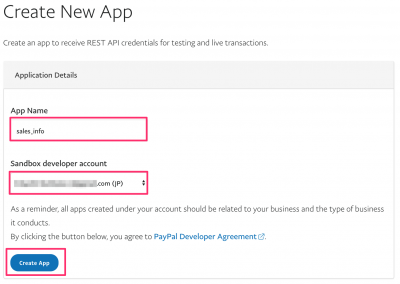 Create New App
Create an app to receive REST API credentials for testing and live transactions.
Application Details
App Name
sales_info
Sandbox developer account
.com (JP)
As a reminder, all apps created under your account should be related to your business and the type of business
it conducts.
By clicking the button below, you agree to PayPal Developer Agreement.
Create App